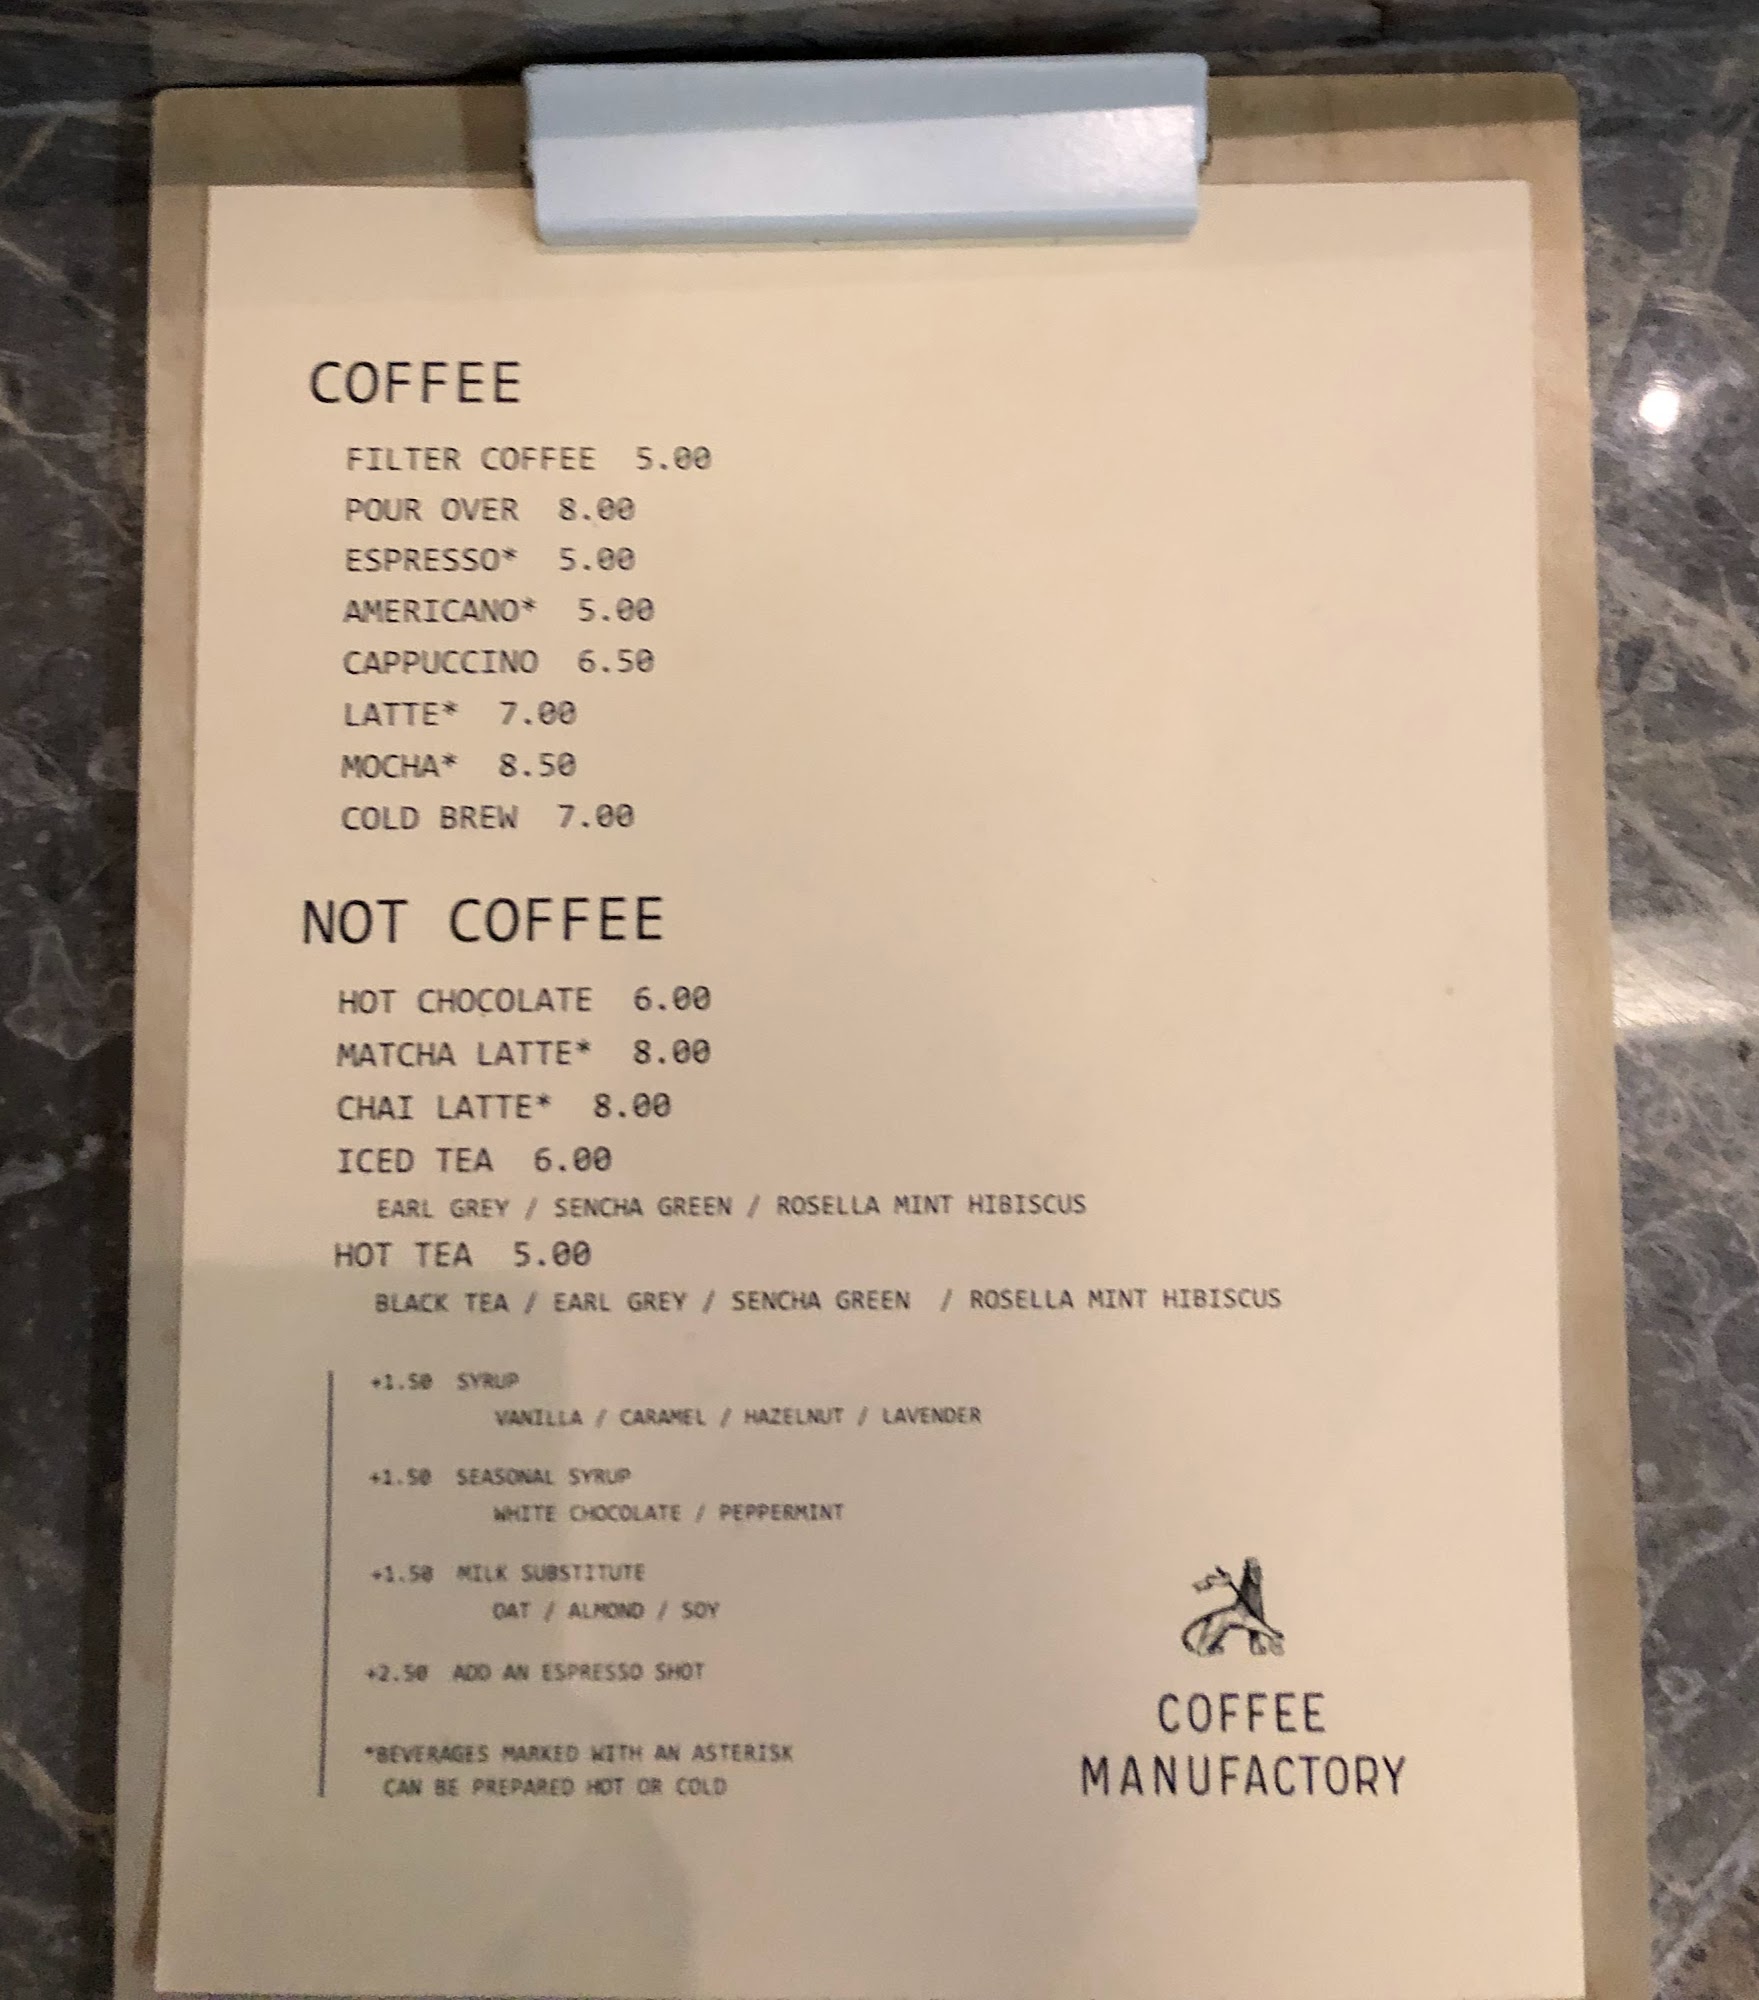 COFFEE
FILTER COFFEE 5.00
POUR OVER 8.00
ESPRESSO* 5.00
AMERICANO* 5.00
CAPPUCCINO 6.50
LATTE* 7.00
MOCHA* 8.50
COLD BREW 7.00
NOT COFFEE
HOT CHOCOLATE 6.00
MATCHA LATTE* 8.00
CHAI LATTE* 8.00
ICED TEA 6.00
EARL GREY / SENCHA GREEN / ROSELLA MINT HIBISCUS
HOT TEA 5.00
BLACK TEA / EARL GREY / SENCHA GREEN / ROSELLA MINT HIBISCUS
+1.50 SYRUP
VANILLA / CARAMEL / HAZELNUT / LAVENDER
+1.50 SEASONAL SYRUP
WHITE CHOCOLATE / PEPPERMINT
+1.50 MILK SUBSTITUTE
OAT / ALMOND / SOY
+2.50 ADD AN ESPRESSO SHOT
*BEVERAGES MARKED WITH AN ASTERISK
CAN BE PREPARED HOT OR COLD
COFFEE
MANUFACTORY